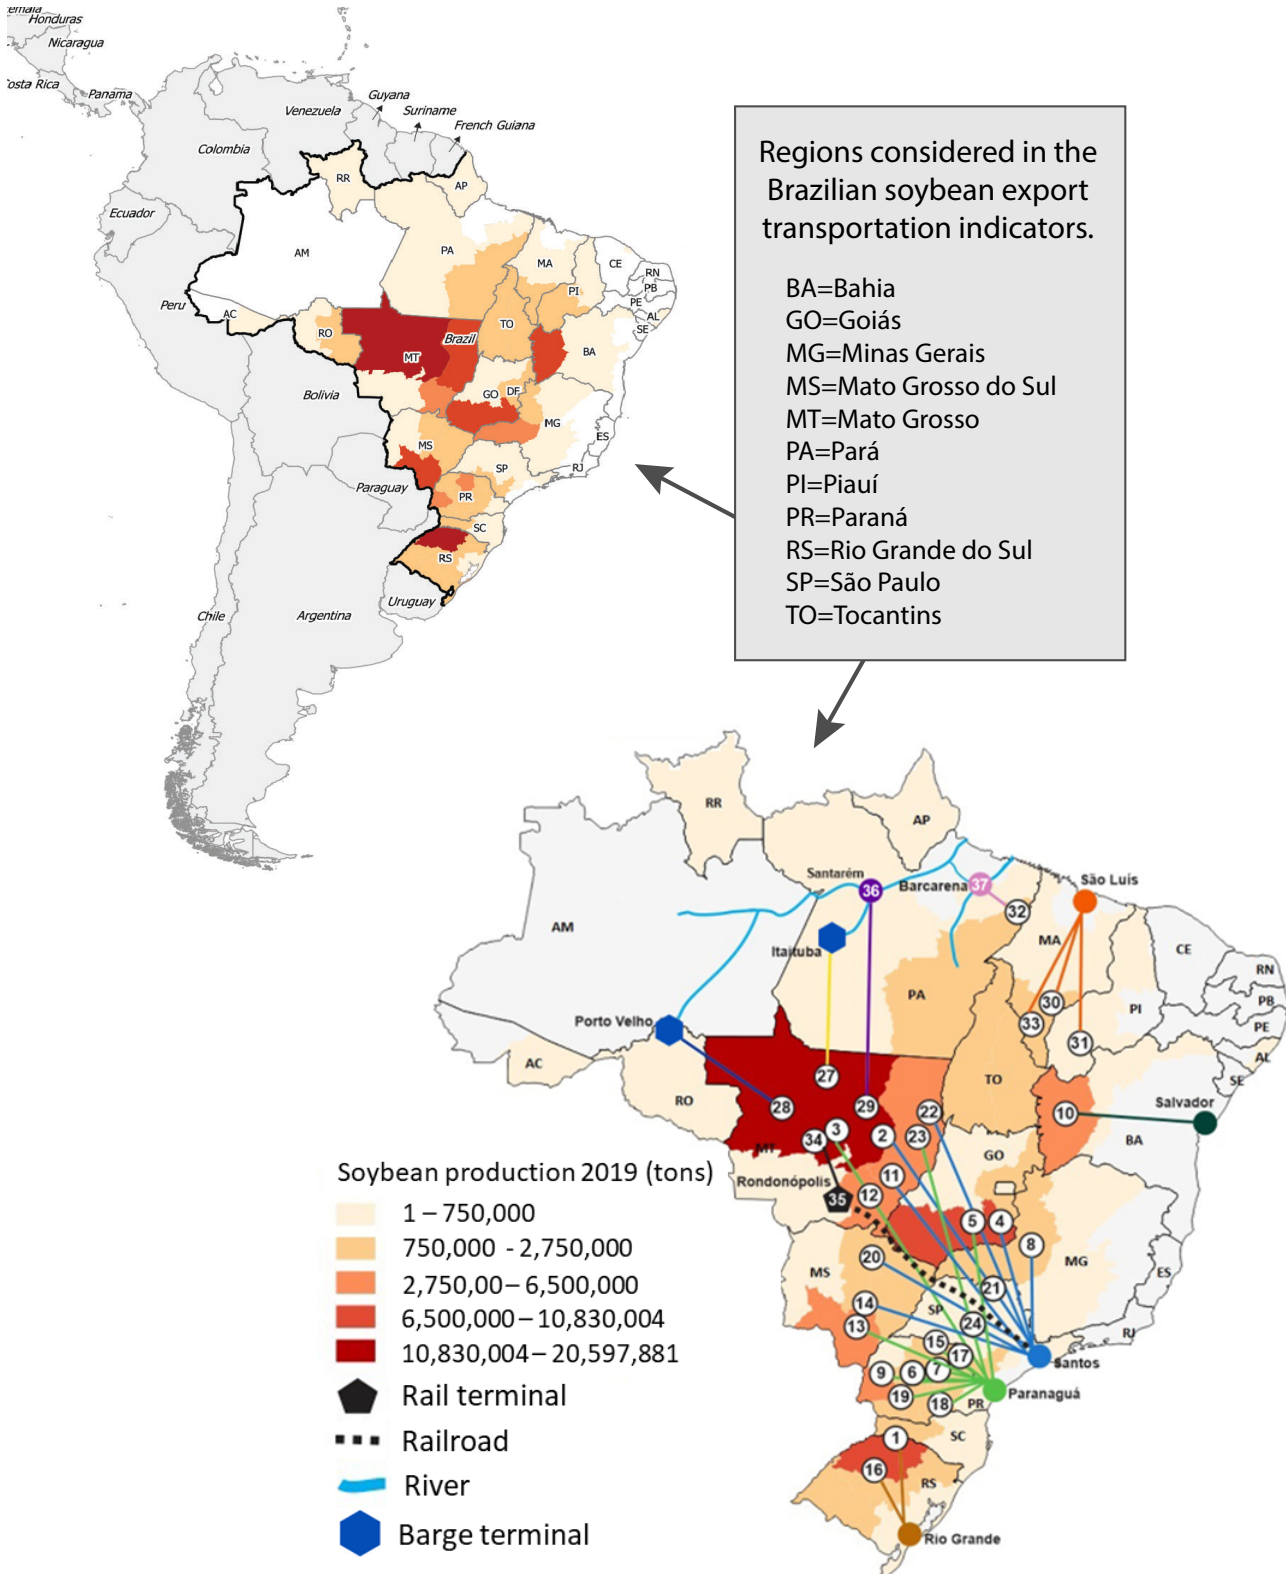 Honduras
Nicaragua
Costa Rica
Panama
Venezuela
Guyana
Suriname
French Guiana
Colombia
Ecuador
Peru
Brazil
Bolivia
Paraguay
Chile
Argentina
Uruguay
RR
AP
AM
PA
MA
CE
RN
PB
PE
AL
SE
PI
AC
RO
TO
MT
BA
GO
DF
MG
ES
MS
SP
RJ
PR
SC
RS
Regions considered in the
Brazilian soybean export
transportation indicators.
BA=Bahia
GO=Goiás
MG=Minas Gerais
MS=Mato Grosso do Sul
MT=Mato Grosso
PA=Pará
PI=Piauí
PR=Paraná
RS=Rio Grande do Sul
SP=São Paulo
TO=Tocantins
RR
AP
Santarém
36
Barcarena
37
São Luís
32
AM
Itaituba
MA
CE
RN
PB
PE
AL
SE
PA
PI
30
33
31
Porto Velho
AC
RO
27
28
29
TO
22
10
Salvador
BA
34
3
2
23
MT
GO
Rondonópolis
35
11
12
5
4
8
20
MG
ES
MS
21
14
SP
13
24
RJ
15
17
Santos
9
6
7
19
18
Paranaguá
PR
1
SC
16
RS
Rio Grande
Soybean production 2019 (tons)
1 – 750,000
750,000 - 2,750,000
2,750,00 – 6,500,000
6,500,000 – 10,830,004
10,830,004 – 20,597,881
Rail terminal
Railroad
River
Barge terminal